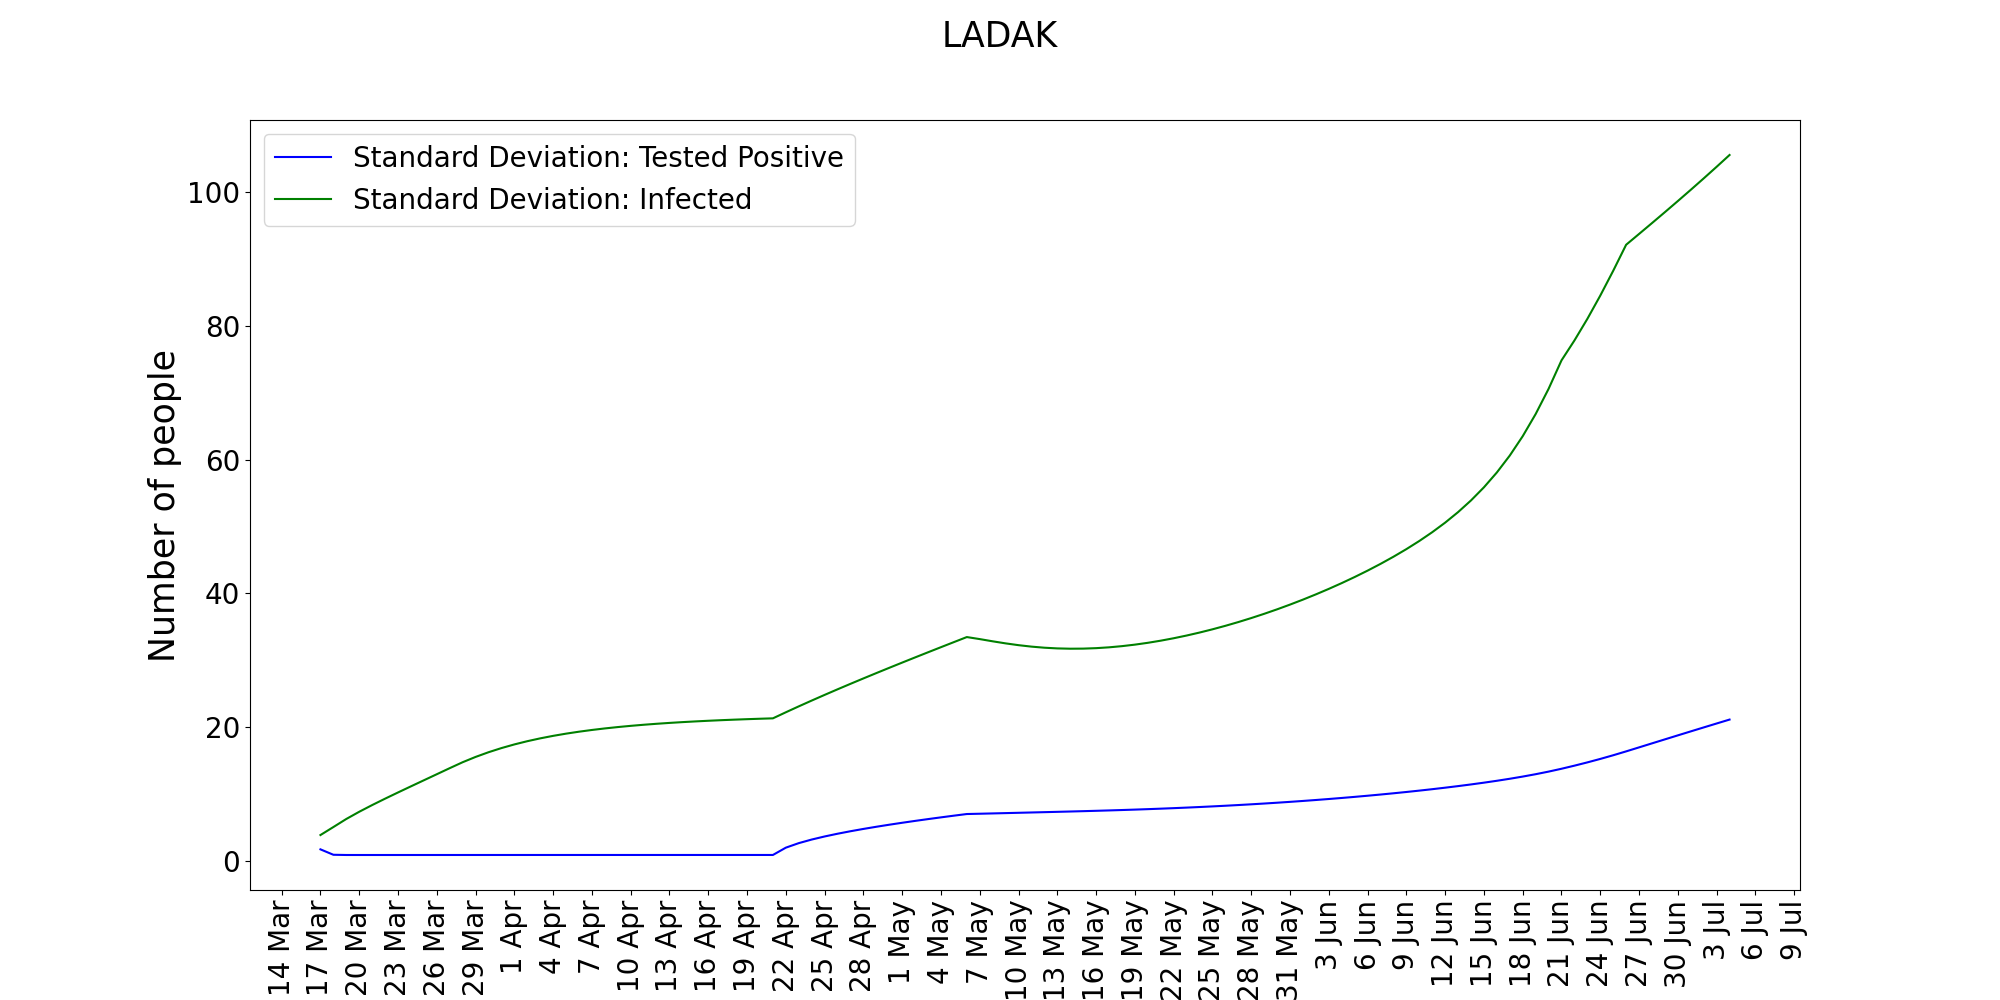 LADAK
Standard Deviation: Tested Positive
Standard Deviation: Infected
Number of people
100
80
60
40
20
0
14 Mar
17 Mar
20 Mar
23 Mar
26 Mar
29 Mar
1 Apr
4 Apr
7 Apr
10 Apr
13 Apr
16 Apr
19 Apr
22 Apr
25 Apr
28 Apr
1 May
4 May
7 May
10 May
13 May
16 May
19 May
22 May
25 May
28 May
31 May
3 Jun
6 Jun
9 Jun
12 Jun
15 Jun
18 Jun
21 Jun
24 Jun
27 Jun
30 Jun
3 Jul
6 Jul
9 Jul